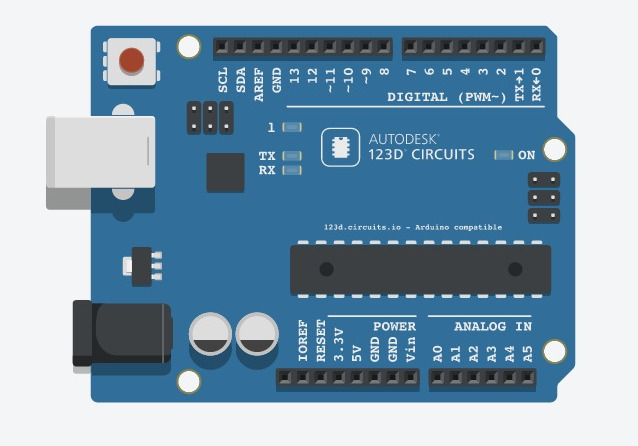 SCL SDA AREF GND 13 12 ~11 ~10 ~9 8 7 6 5 4 3 2 TX→1 RX←0
DIGITAL (PWM~)
l
TX
RX
AUTODESK
123D CIRCUITS
ON
123d.circuits.io - Arduino compatible
POWER
ANALOG IN
IOREF RESET 3.3V 5V GND GND Vin A0 A1 A2 A3 A4 A5